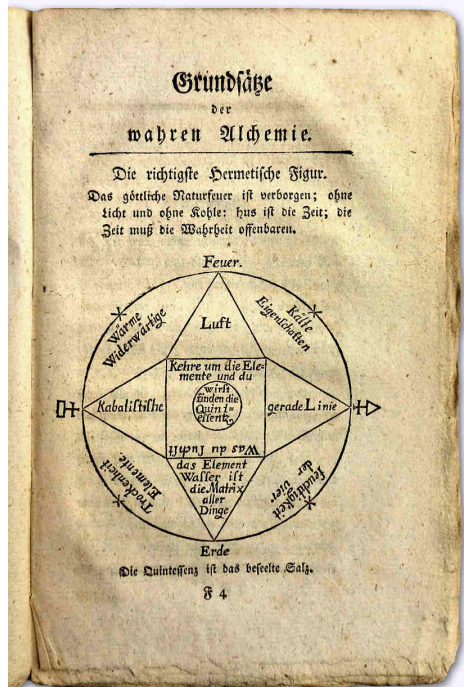 Grundsätze
der
wahren Alchemie.
Die richtigste Hermetische Figur.
Das göttliche Naturfeuer ist verborgen; ohne
Licht und ohne Kohle: hus ist die Zeit; die
Zeit muß die Wahrheit offenbaren.
Feuer.
Wärme
Widerwärtige
Luft
Kälte
Eigenschaften
Kehre um die Ele-
mente und du
wirst
finden die
Quint-
essentz
Kabalistische
gerade Linie
Was du suchst
das Element
Wasser ist
die Matrix
aller
Dinge
Trockenheit
Elemente
feuchtigkeit
der
vier
Erde
Die Quintessenz ist das beseelte Salz.
F 4